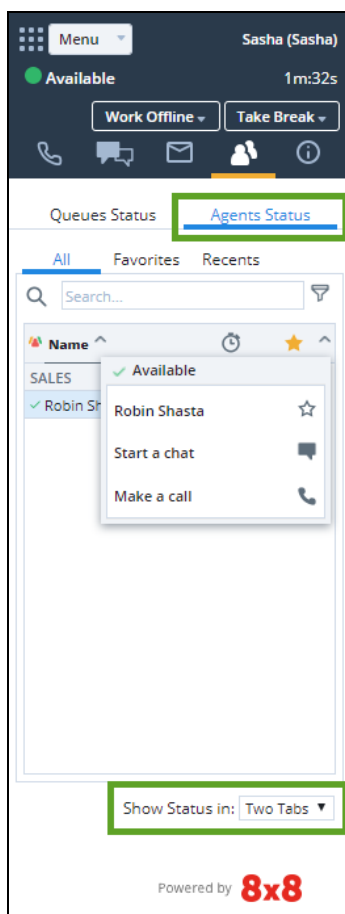 Menu Sasha (Sasha)
Available 1m:32s
Work Offline Take Break
Queues Status Agents Status
All Favorites Recents
Search...
Name
SALES
Available
Robin Sh
Robin Shasta
Start a chat
Make a call
Show Status in: Two Tabs
Powered by 8x8